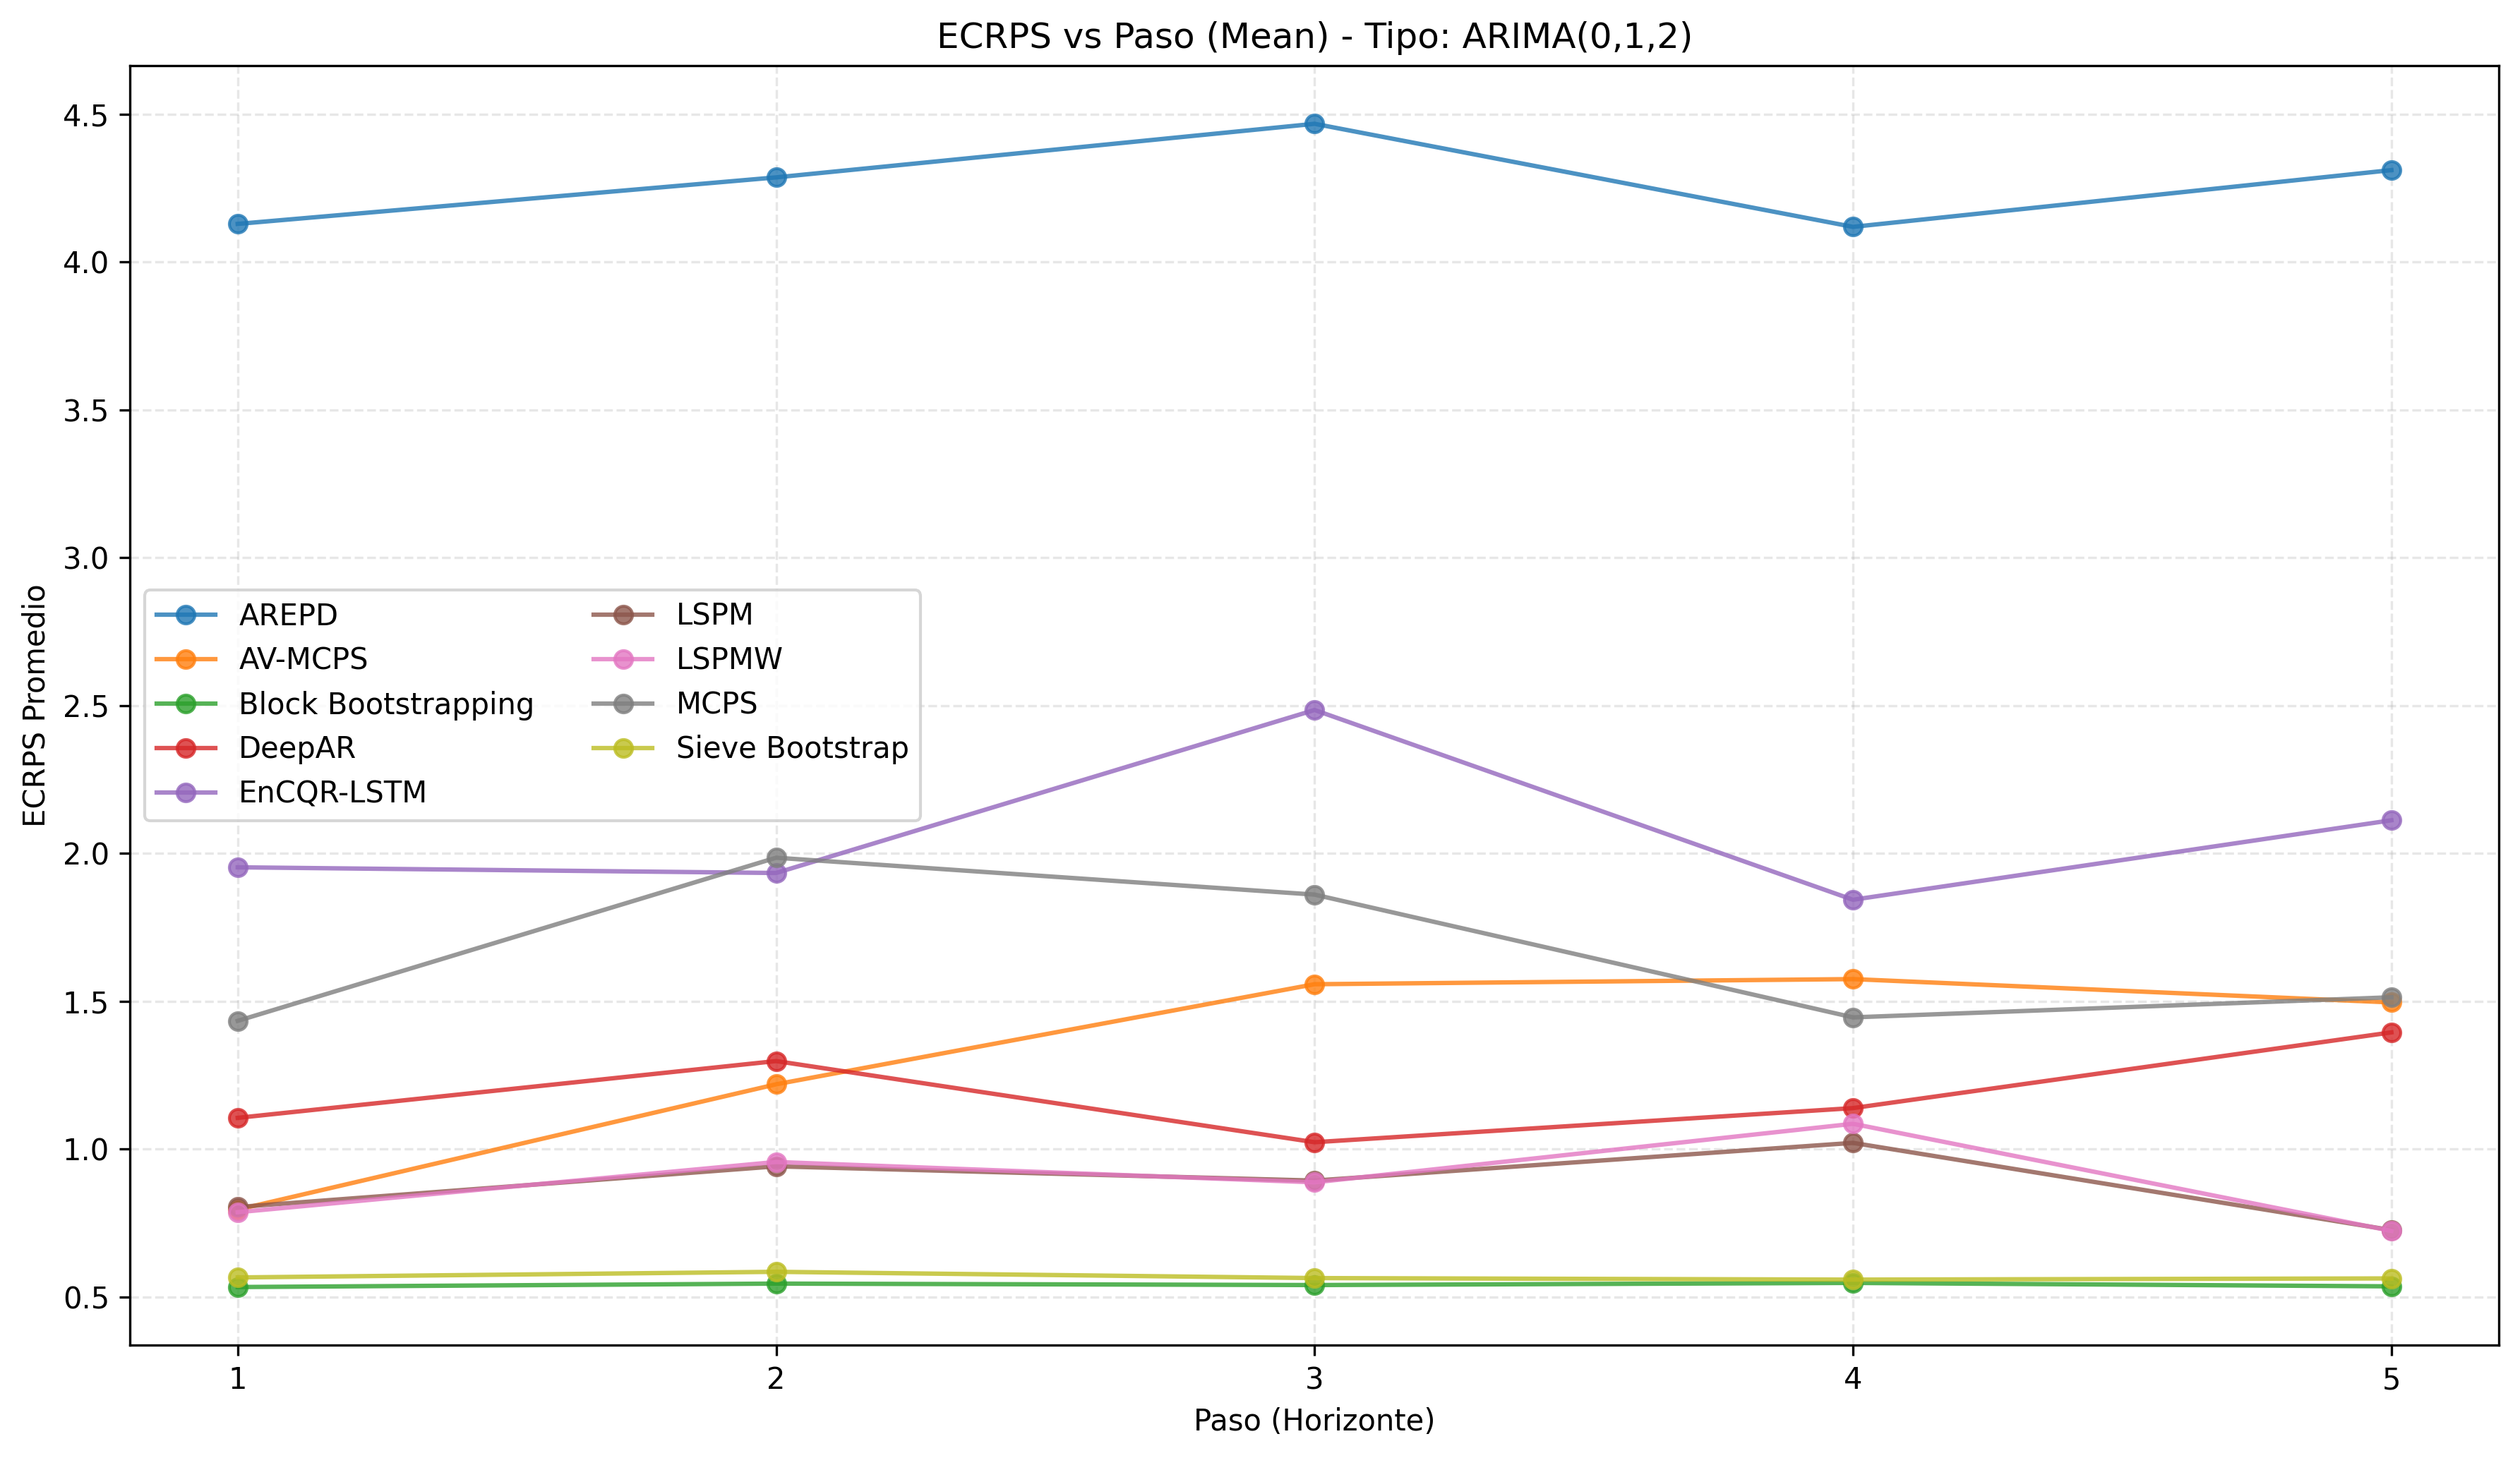 ECRPS vs Paso (Mean) - Tipo: ARIMA(0,1,2)
ECRPS Promedio
4.5
4.0
3.5
3.0
2.5
2.0
1.5
1.0
0.5
AREPD
AV-MCPS
Block Bootstrapping
DeepAR
EnCQR-LSTM
LSPM
LSPMW
MCPS
Sieve Bootstrap
1 2 3 4 5
Paso (Horizonte)